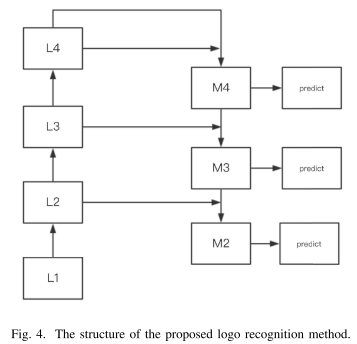 L4
M4
predict
L3
M3
predict
L2
M2
predict
L1
Fig. 4. The structure of the proposed logo recognition method.